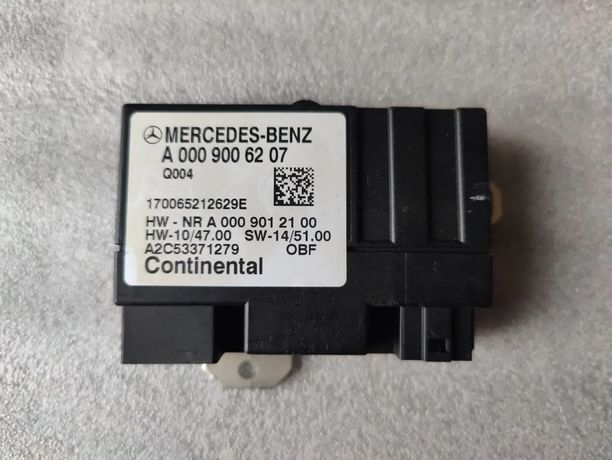 MERCEDES-BENZ
A 000 900 62 07
Q004
170065212629E
HW - NR A 000 901 21 00
HW-10/47.00 SW-14/51.00
A2C53371279 OBF
Continental